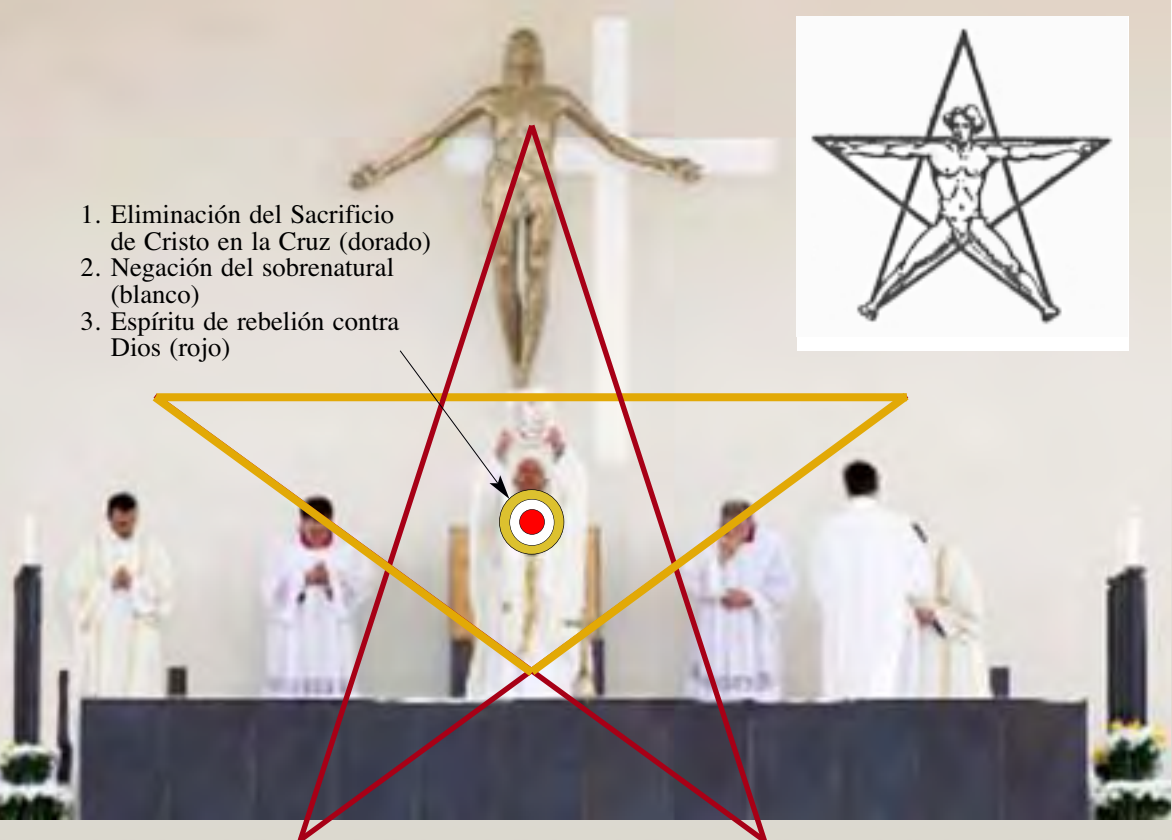 1. Eliminación del Sacrificio
de Cristo en la Cruz (dorado)
2. Negación del sobrenatural
(blanco)
3. Espíritu de rebelión contra
Dios (rojo)